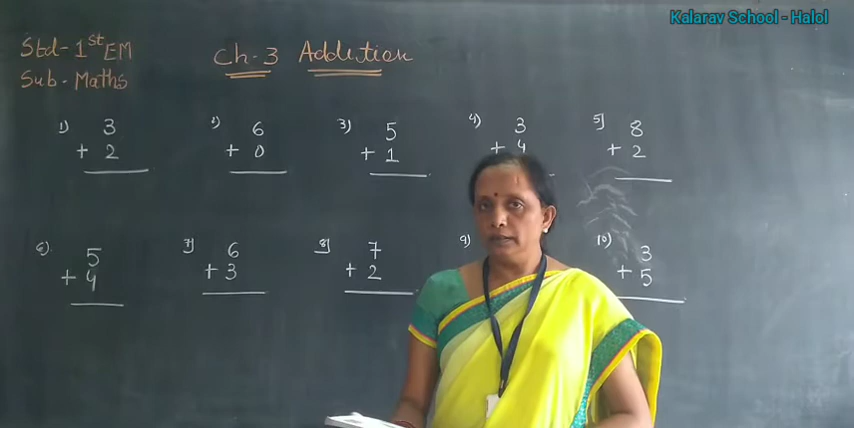 Kalarav School - Halol
Std- 1st EM
Sub- Maths
Ch-3 Addition
1) 3 2) 6 3) 5 4) 3 5) 8
+ 2 + 0 + 1 + 4 + 2
6) 5 7) 6 8) 7 9) 10) 3
+ 4 + 3 + 2 + 5